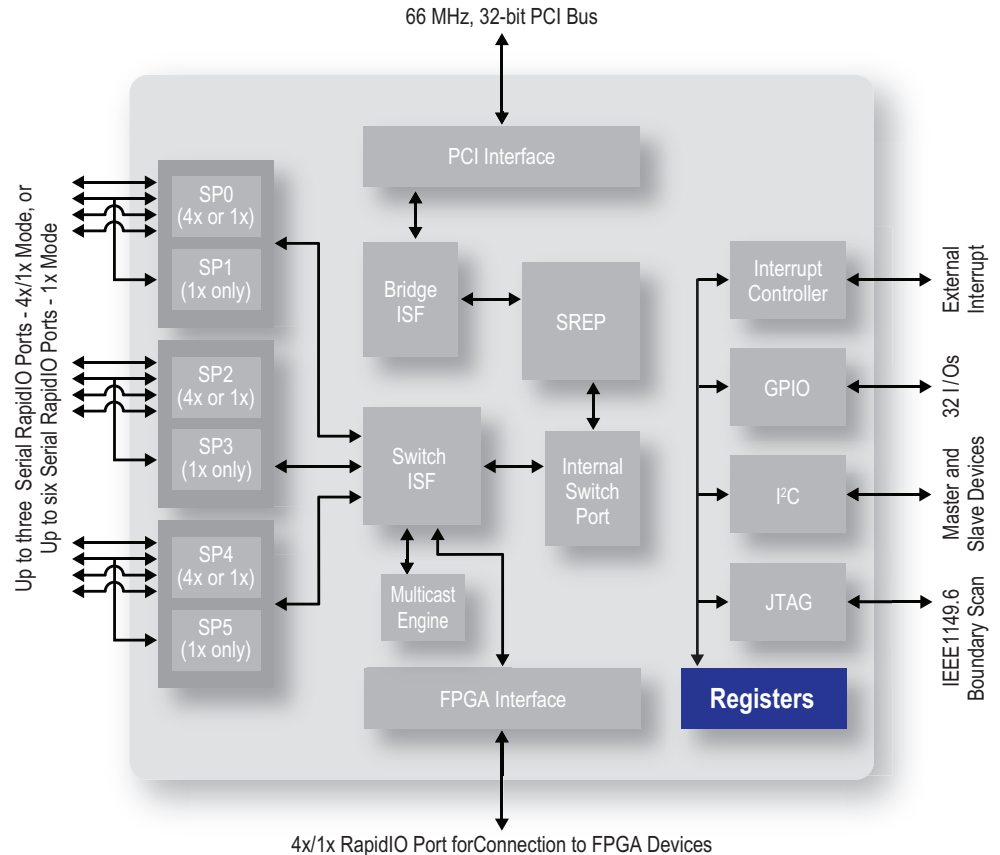 66 MHz, 32-bit PCI Bus
PCI Interface
Up to three Serial RapidIO Ports - 4x/1x Mode, or
Up to six Serial RapidIO Ports - 1x Mode
SP0
(4x or 1x)
SP1
(1x only)
SP2
(4x or 1x)
SP3
(1x only)
SP4
(4x or 1x)
SP5
(1x only)
Bridge
ISF
SREP
Switch
ISF
Internal
Switch
Port
Multicast
Engine
FPGA Interface
Interrupt
Controller
GPIO
I²C
JTAG
Registers
External
Interrupt
32 I/Os
Master and
Slave Devices
IEEE1149.6
Boundary Scan
4x/1x RapidIO Port forConnection to FPGA Devices